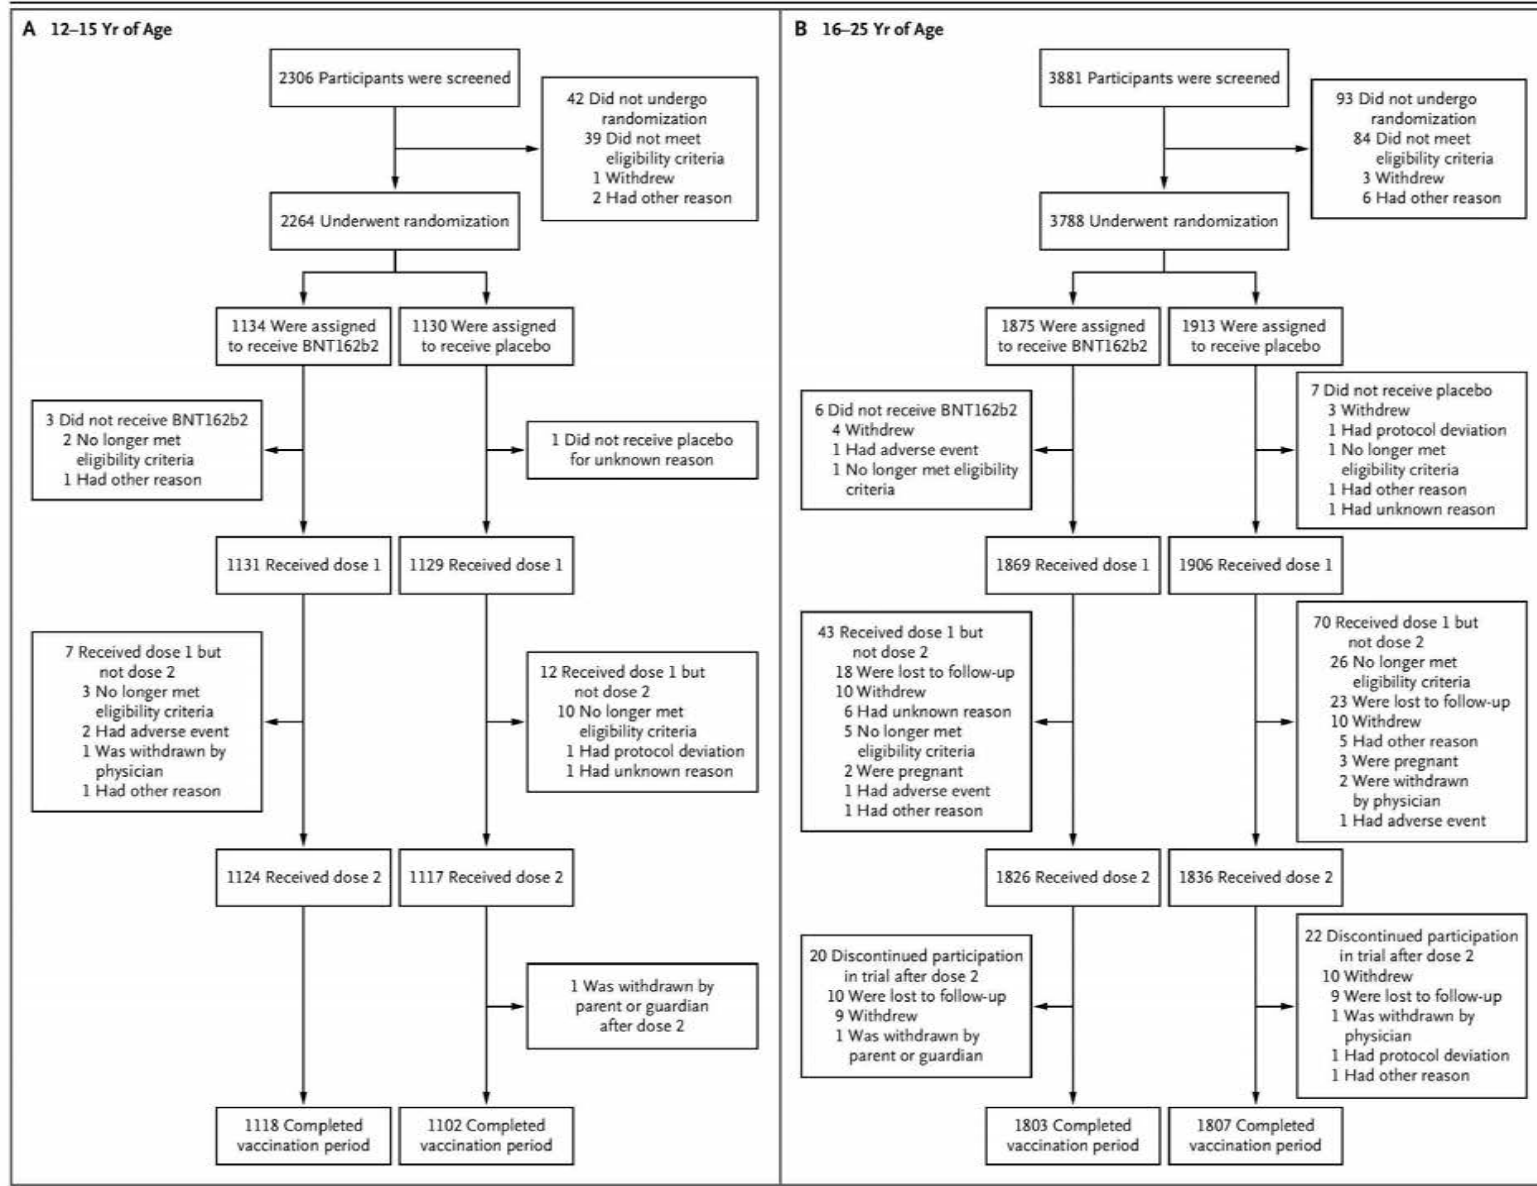 A 12–15 Yr of Age
2306 Participants were screened
42 Did not undergo
randomization
39 Did not meet
eligibility criteria
1 Withdrew
2 Had other reason
2264 Underwent randomization
1134 Were assigned
to receive BNT162b2
1130 Were assigned
to receive placebo
3 Did not receive BNT162b2
2 No longer met
eligibility criteria
1 Had other reason
1 Did not receive placebo
for unknown reason
1131 Received dose 1
1129 Received dose 1
7 Received dose 1 but
not dose 2
3 No longer met
eligibility criteria
2 Had adverse event
1 Was withdrawn by
physician
1 Had other reason
12 Received dose 1 but
not dose 2
10 No longer met
eligibility criteria
1 Had protocol deviation
1 Had unknown reason
1124 Received dose 2
1117 Received dose 2
1 Was withdrawn by
parent or guardian
after dose 2
1118 Completed
vaccination period
1102 Completed
vaccination period
B 16–25 Yr of Age
3881 Participants were screened
93 Did not undergo
randomization
84 Did not meet
eligibility criteria
3 Withdrew
6 Had other reason
3788 Underwent randomization
1875 Were assigned
to receive BNT162b2
1913 Were assigned
to receive placebo
6 Did not receive BNT162b2
4 Withdrew
1 Had adverse event
1 No longer met eligibility
criteria
7 Did not receive placebo
3 Withdrew
1 Had protocol deviation
1 No longer met
eligibility criteria
1 Had other reason
1 Had unknown reason
1869 Received dose 1
1906 Received dose 1
43 Received dose 1 but
not dose 2
18 Were lost to follow-up
10 Withdrew
6 Had unknown reason
5 No longer met
eligibility criteria
2 Were pregnant
1 Had adverse event
1 Had other reason
70 Received dose 1 but
not dose 2
26 No longer met
eligibility criteria
23 Were lost to follow-up
10 Withdrew
5 Had other reason
3 Were pregnant
2 Were withdrawn
by physician
1 Had adverse event
1826 Received dose 2
1836 Received dose 2
20 Discontinued participation
in trial after dose 2
10 Were lost to follow-up
9 Withdrew
1 Was withdrawn by
parent or guardian
22 Discontinued participation
in trial after dose 2
10 Withdrew
9 Were lost to follow-up
1 Was withdrawn by
physician
1 Had protocol deviation
1 Had other reason
1803 Completed
vaccination period
1807 Completed
vaccination period